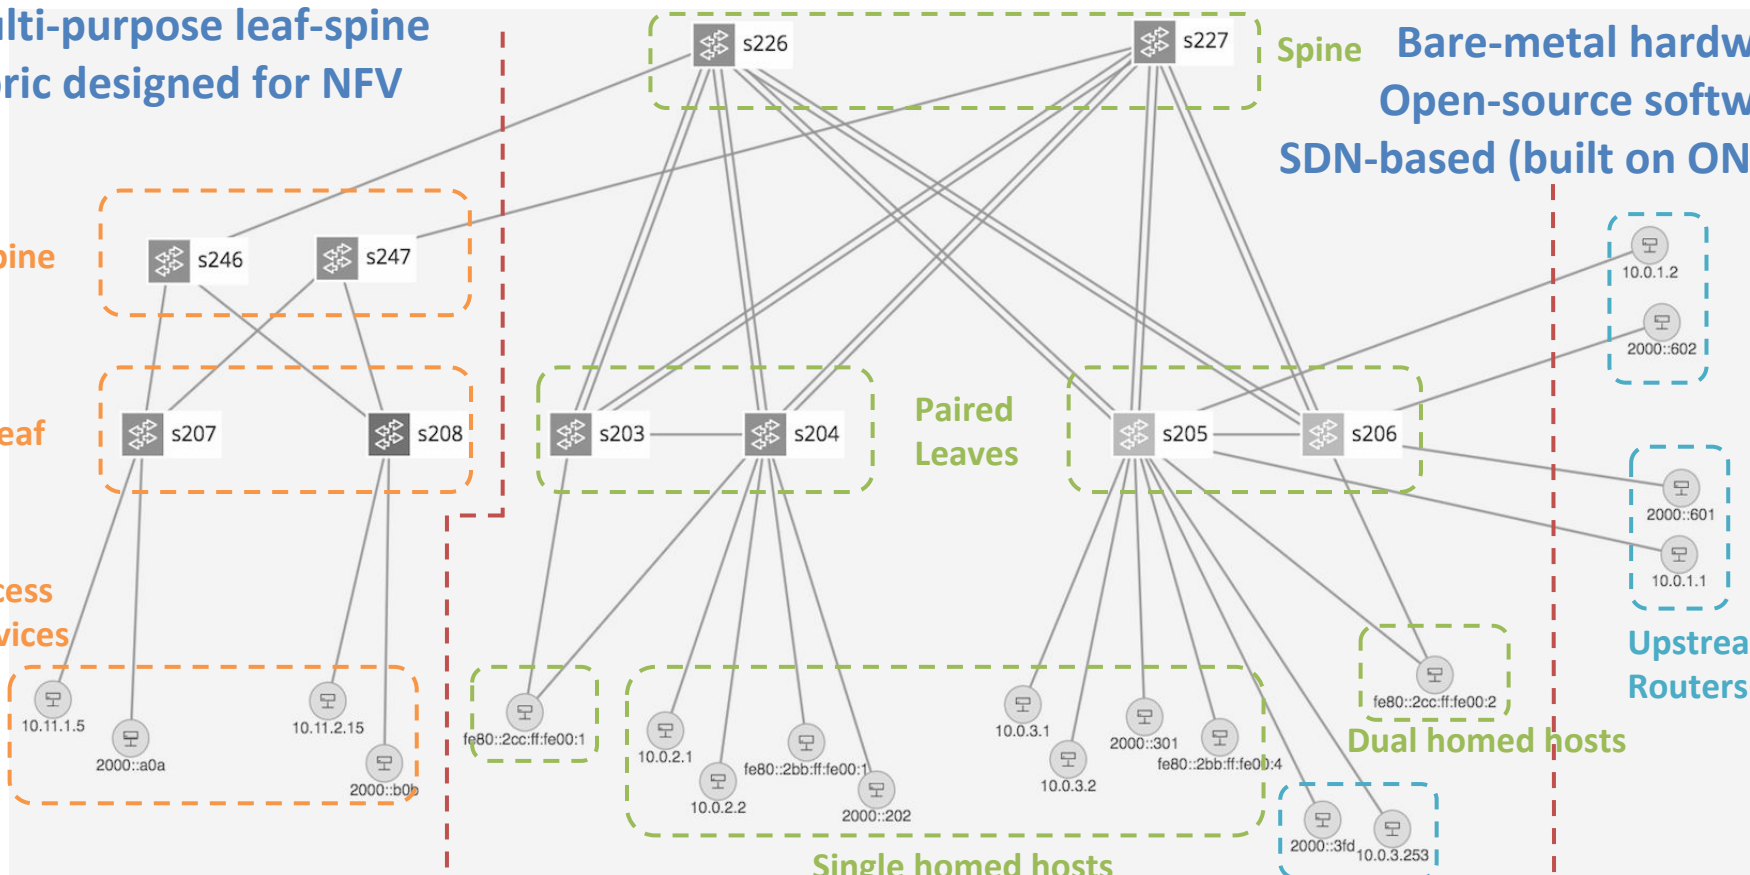 lti-purpose leaf-spine
ric designed for NFV
s226
s227
Spine
Bare-metal hardw
Open-source softw
SDN-based (built on ON
s246
s247
pine
10.0.1.2
2000::602
s207
s208
eaf
s203
s204
Paired
Leaves
s205
s206
2000::601
10.0.1.1
cess
vices
Upstrea
Routers
10.11.1.5
2000::a0a
10.11.2.15
2000::b0b
fe80::2cc:ff:fe00:1
10.0.2.1
10.0.2.2
fe80::2bb:ff:fe00:1
2000::202
10.0.3.1
10.0.3.2
2000::301
fe80::2bb:ff:fe00:4
fe80::2cc:ff:fe00:2
Dual homed hosts
2000::3fd
10.0.3.253
Single homed hosts